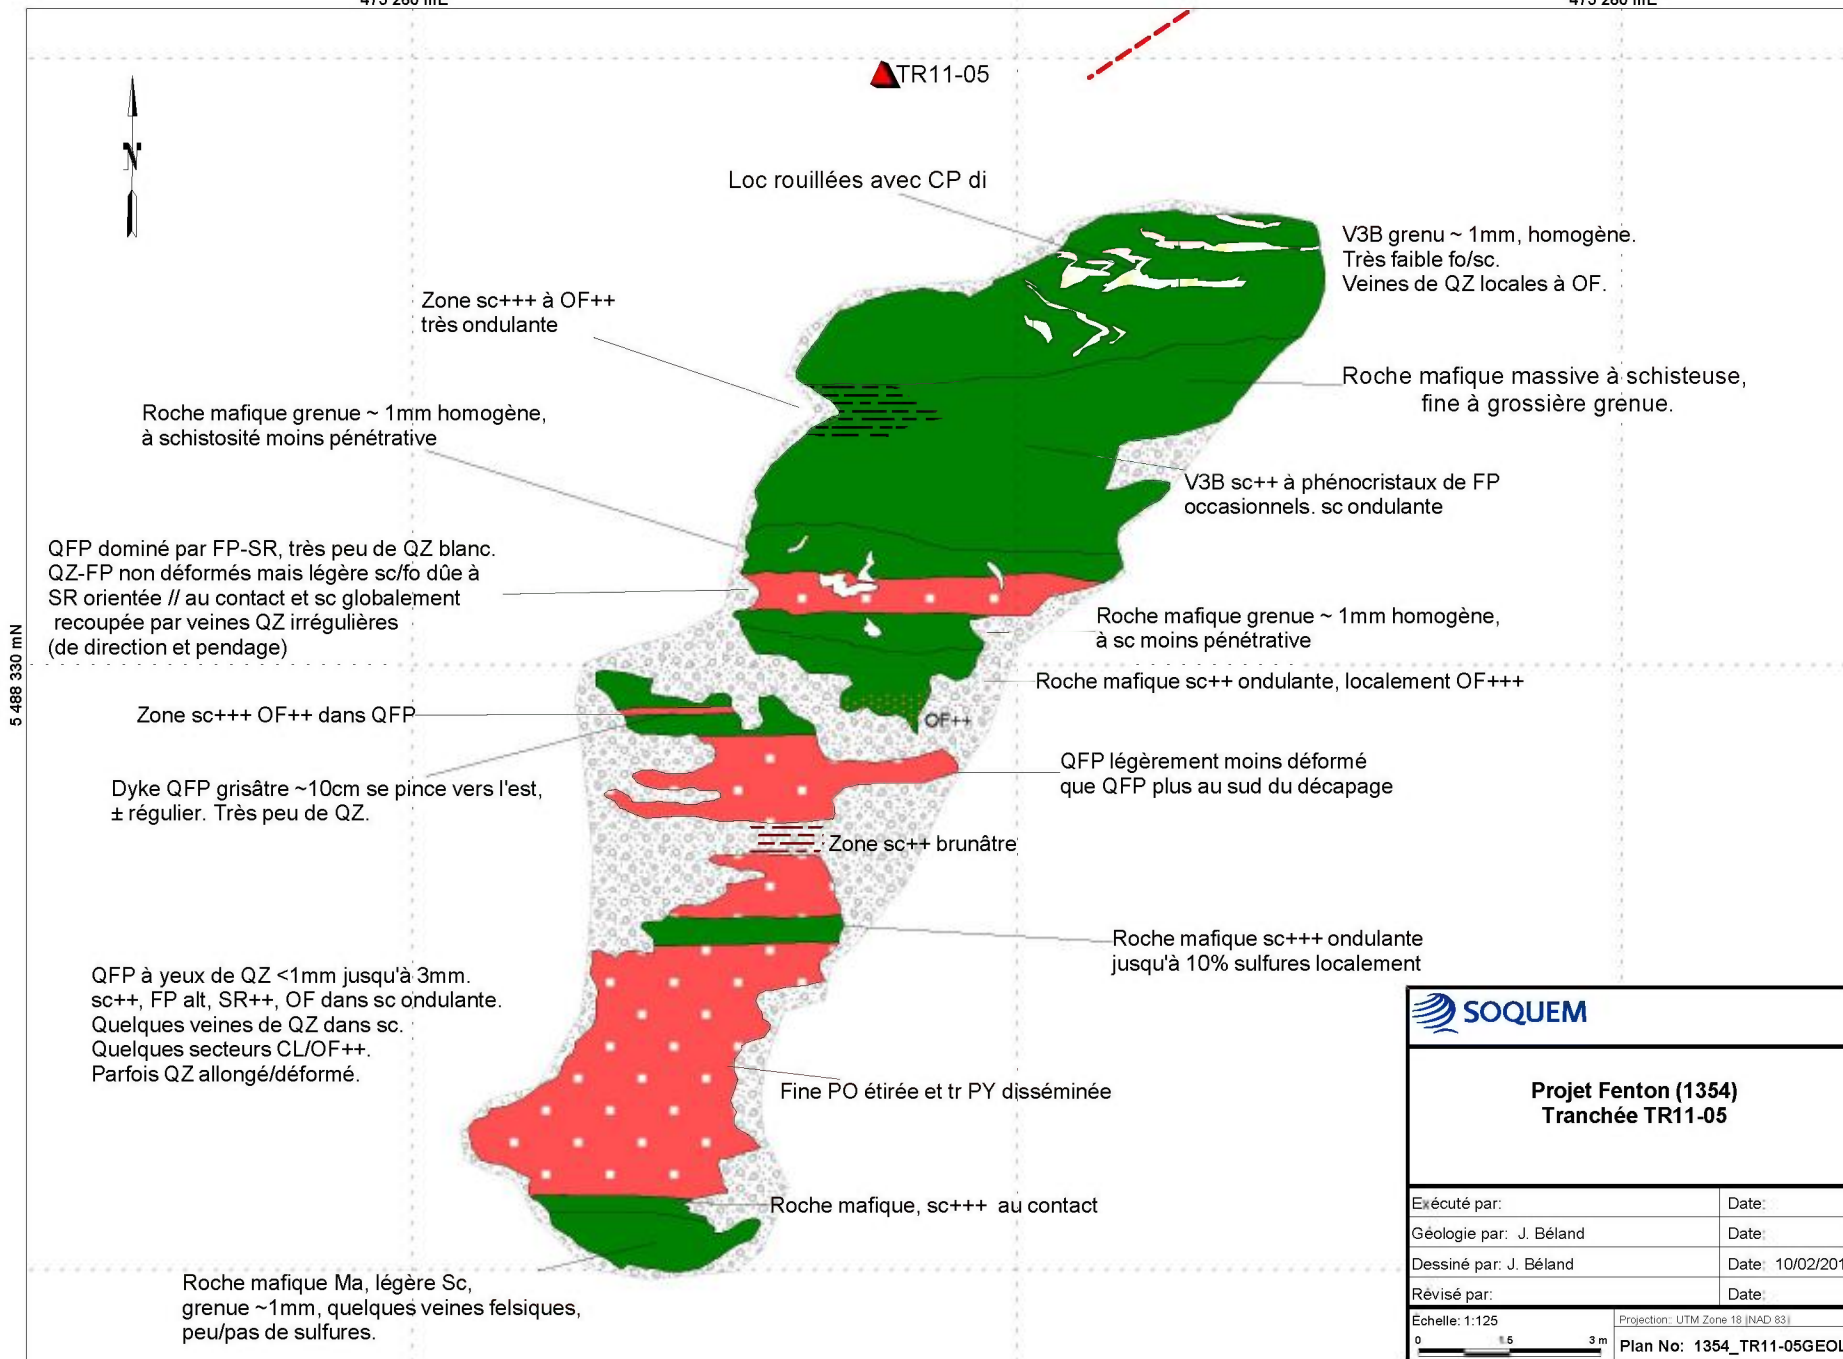 TR11-05
N
Loc rouillées avec CP di
V3B grenu ~ 1mm, homogène.
Très faible fo/sc.
Veines de QZ locales à OF.
Zone sc+++ à OF++
très ondulante
Roche mafique massive à schisteuse,
fine à grossière grenue.
Roche mafique grenue ~ 1mm homogène,
à schistosité moins pénétrative
V3B sc++ à phénocristaux de FP
occasionnels. sc ondulante
QFP dominé par FP-SR, très peu de QZ blanc.
QZ-FP non déformés mais légère sc/fo dûe à
SR orientée // au contact et sc globalement
recoupée par veines QZ irrégulières
(de direction et pendage)
Roche mafique grenue ~ 1mm homogène,
à sc moins pénétrative
5 488 330 mN
Roche mafique sc++ ondulante, localement OF+++
Zone sc+++ OF++ dans QFP
OF++
Dyke QFP grisâtre ~10cm se pince vers l'est,
± régulier. Très peu de QZ.
QFP légèrement moins déformé
que QFP plus au sud du décapage
Zone sc++ brunâtre
Roche mafique sc+++ ondulante
jusqu'à 10% sulfures localement
QFP à yeux de QZ <1mm jusqu'à 3mm.
sc++, FP alt, SR++, OF dans sc ondulante.
Quelques veines de QZ dans sc.
Quelques secteurs CL/OF++.
Parfois QZ allongé/déformé.
Fine PO étirée et tr PY disséminée
Roche mafique, sc+++ au contact
Roche mafique Ma, légère Sc,
grenue ~1mm, quelques veines felsiques,
peu/pas de sulfures.
SOQUEM
Projet Fenton (1354)
Tranchée TR11-05
Exécuté par: Date:
Géologie par: J. Béland Date:
Dessiné par: J. Béland Date: 10/02/201
Révisé par: Date:
Échelle: 1:125
Projection: UTM Zone 18 (NAD 83)
0 1.5 3 m
Plan No: 1354_TR11-05GEOL